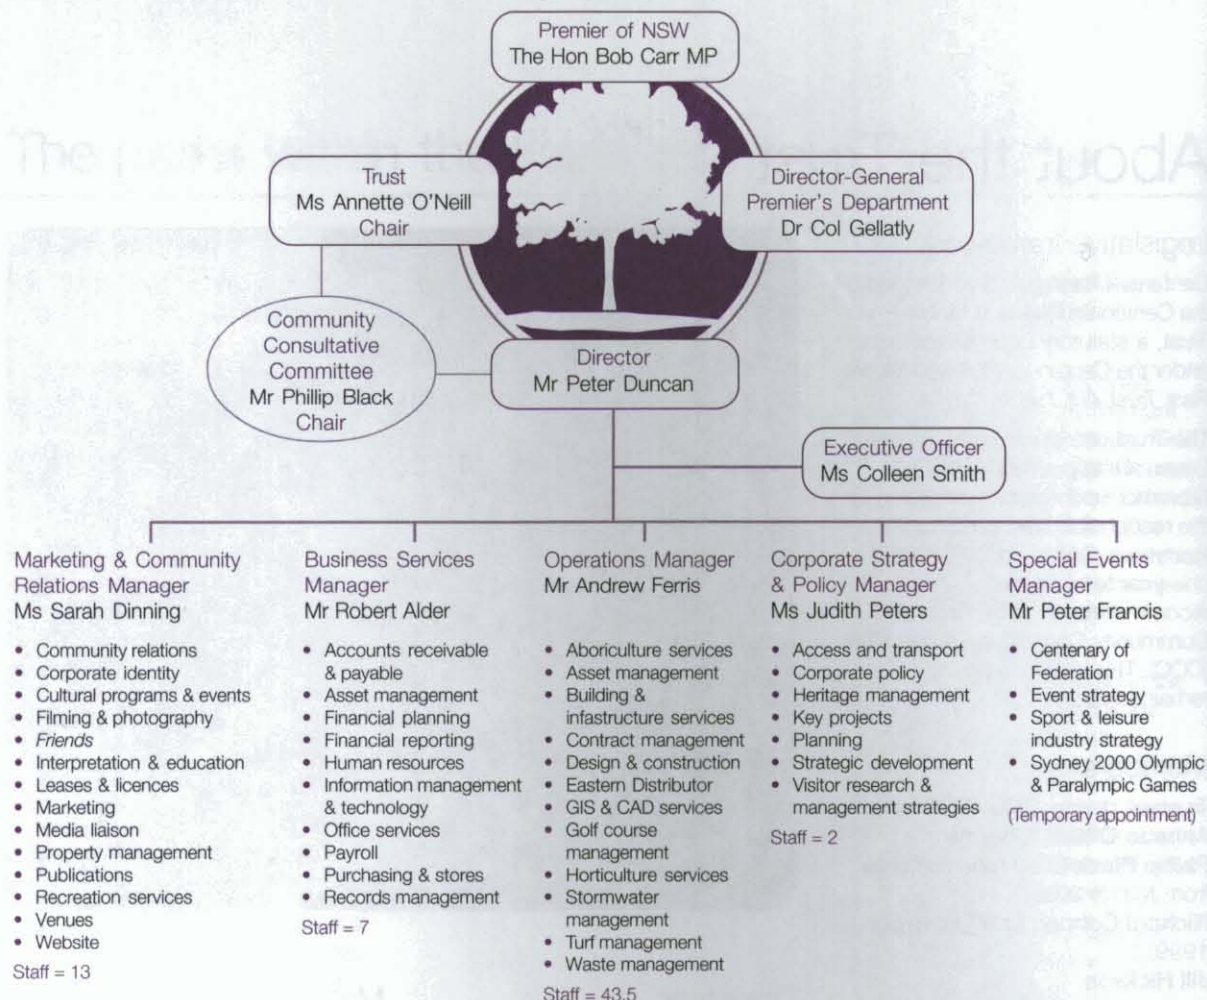 Premier of NSW
The Hon Bob Carr MP
Trust
Ms Annette O'Neill
Chair
Director-General
Premier's Department
Dr Col Gellatly
Community
Consultative
Committee
Mr Phillip Black
Chair
Director
Mr Peter Duncan
Executive Officer
Ms Colleen Smith
Marketing & Community
Relations Manager
Ms Sarah Dinning
• Community relations
• Corporate identity
• Cultural programs & events
• Filming & photography
• Friends
• Interpretation & education
• Leases & licences
• Marketing
• Media liaison
• Property management
• Publications
• Recreation services
• Venues
• Website
Staff = 13
Business Services
Manager
Mr Robert Alder
• Accounts receivable
& payable
• Asset management
• Financial planning
• Financial reporting
• Human resources
• Information management
& technology
• Office services
• Payroll
• Purchasing & stores
• Records management
Staff = 7
Operations Manager
Mr Andrew Ferris
• Aboriculture services
• Asset management
• Building &
infastructure services
• Contract management
• Design & construction
• Eastern Distributor
• GIS & CAD services
• Golf course
management
• Horticulture services
• Stormwater
management
• Turf management
• Waste management
Staff = 43.5
Corporate Strategy
& Policy Manager
Ms Judith Peters
• Access and transport
• Corporate policy
• Heritage management
• Key projects
• Planning
• Strategic development
• Visitor research &
management strategies
Staff = 2
Special Events
Manager
Mr Peter Francis
• Centenary of
Federation
• Event strategy
• Sport & leisure
industry strategy
• Sydney 2000 Olympic
& Paralympic Games
(Temporary appointment)